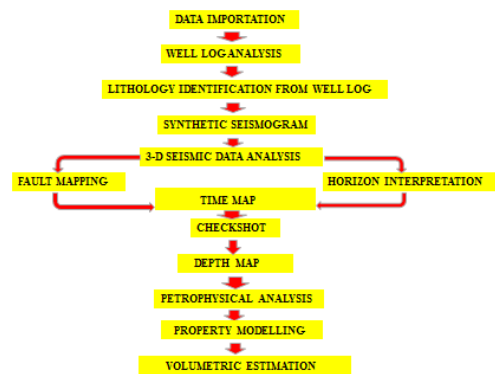 DATA IMPORTATION
WELL LOG ANALYSIS
LITHOLOGY IDENTIFICATION FROM WELL LOG
SYNTHETIC SEISMOGRAM
3-D SEISMIC DATA ANALYSIS
FAULT MAPPING
HORIZON INTERPRETATION
TIME MAP
CHECKSHOT
DEPTH MAP
PETROPHYSICAL ANALYSIS
PROPERTY MODELLING
VOLUMETRIC ESTIMATION